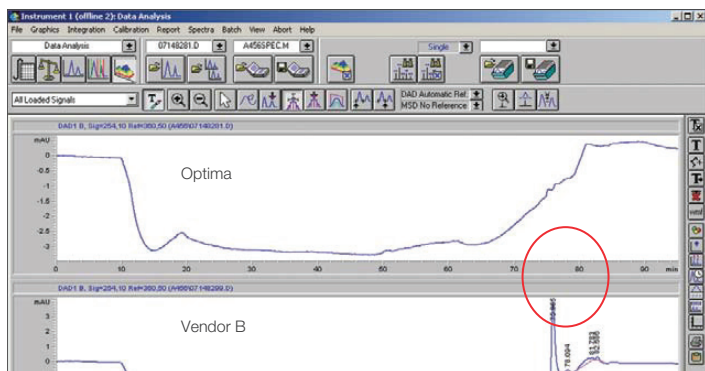 Instrument 1 (offline 2): Data Analysis
File Graphics Integration Calibration Report Spectra Batch View Abort Help
Data Analysis 07148281.D A456SPEC.M Single
All Loaded Signals DAD Automatic Ref.
MSD No Reference
DAD1 B, Sig=254,10 Ref=360,50 (A456\07148281.D)
mAU
0
Optima
-0.5
-1
-1.5
-2
-2.5
-3
0 10 20 30 40 50 60 70 80 90 min
DAD1 B, Sig=254,10 Ref=360,50 (A456\07148299.D)
mAU
3
Vendor B
2
1
0
78.094
81.783